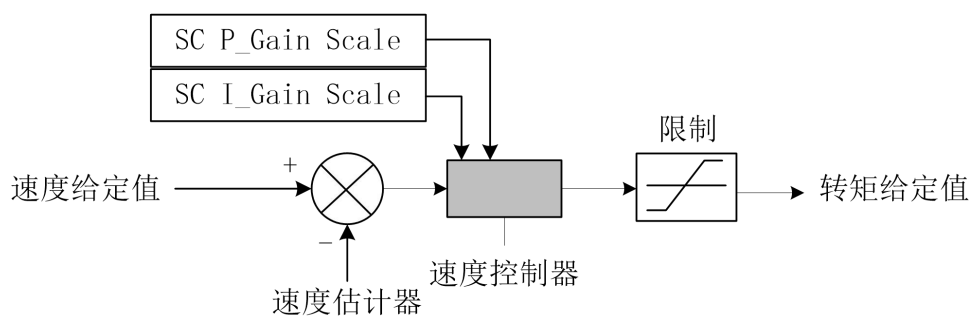 SC P_Gain Scale
SC I_Gain Scale
限制
+
速度给定值
转矩给定值
−
速度控制器
速度估计器